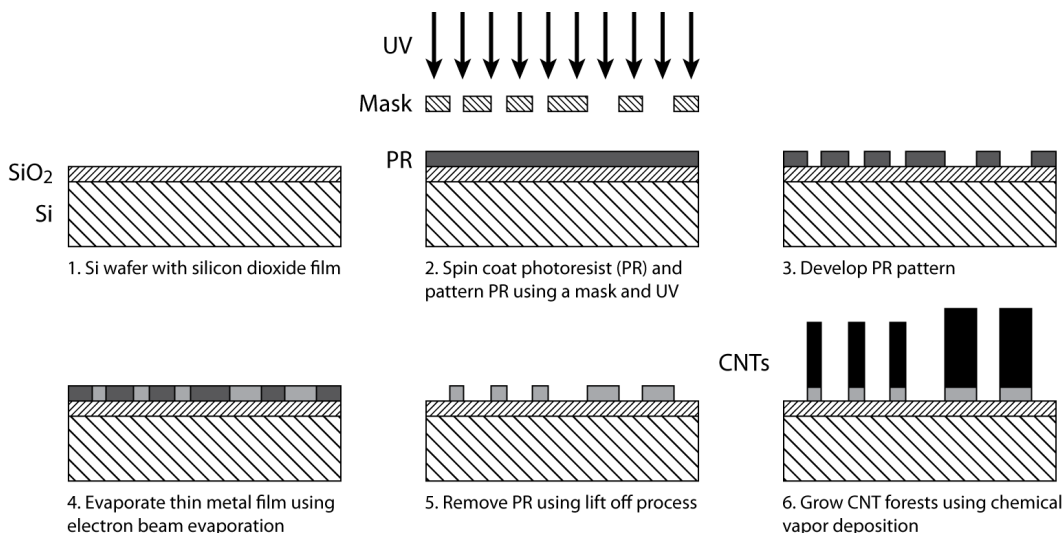 UV
Mask
PR
SiO₂
Si
1. Si wafer with silicon dioxide film
2. Spin coat photoresist (PR) and
pattern PR using a mask and UV
3. Develop PR pattern
CNTs
4. Evaporate thin metal film using
electron beam evaporation
5. Remove PR using lift off process
6. Grow CNT forests using chemical
vapor deposition